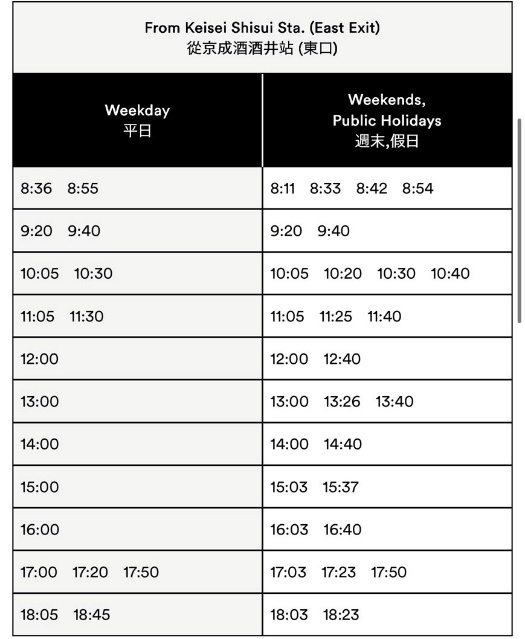 From Keisei Shisui Sta. (East Exit)
從京成酒酒井站 (東口)
Weekday
平日
Weekends,
Public Holidays
週末,假日
8:36 8:55
8:11 8:33 8:42 8:54
9:20 9:40
9:20 9:40
10:05 10:30
10:05 10:20 10:30 10:40
11:05 11:30
11:05 11:25 11:40
12:00
12:00 12:40
13:00
13:00 13:26 13:40
14:00
14:00 14:40
15:00
15:03 15:37
16:00
16:03 16:40
17:00 17:20 17:50
17:03 17:23 17:50
18:05 18:45
18:03 18:23